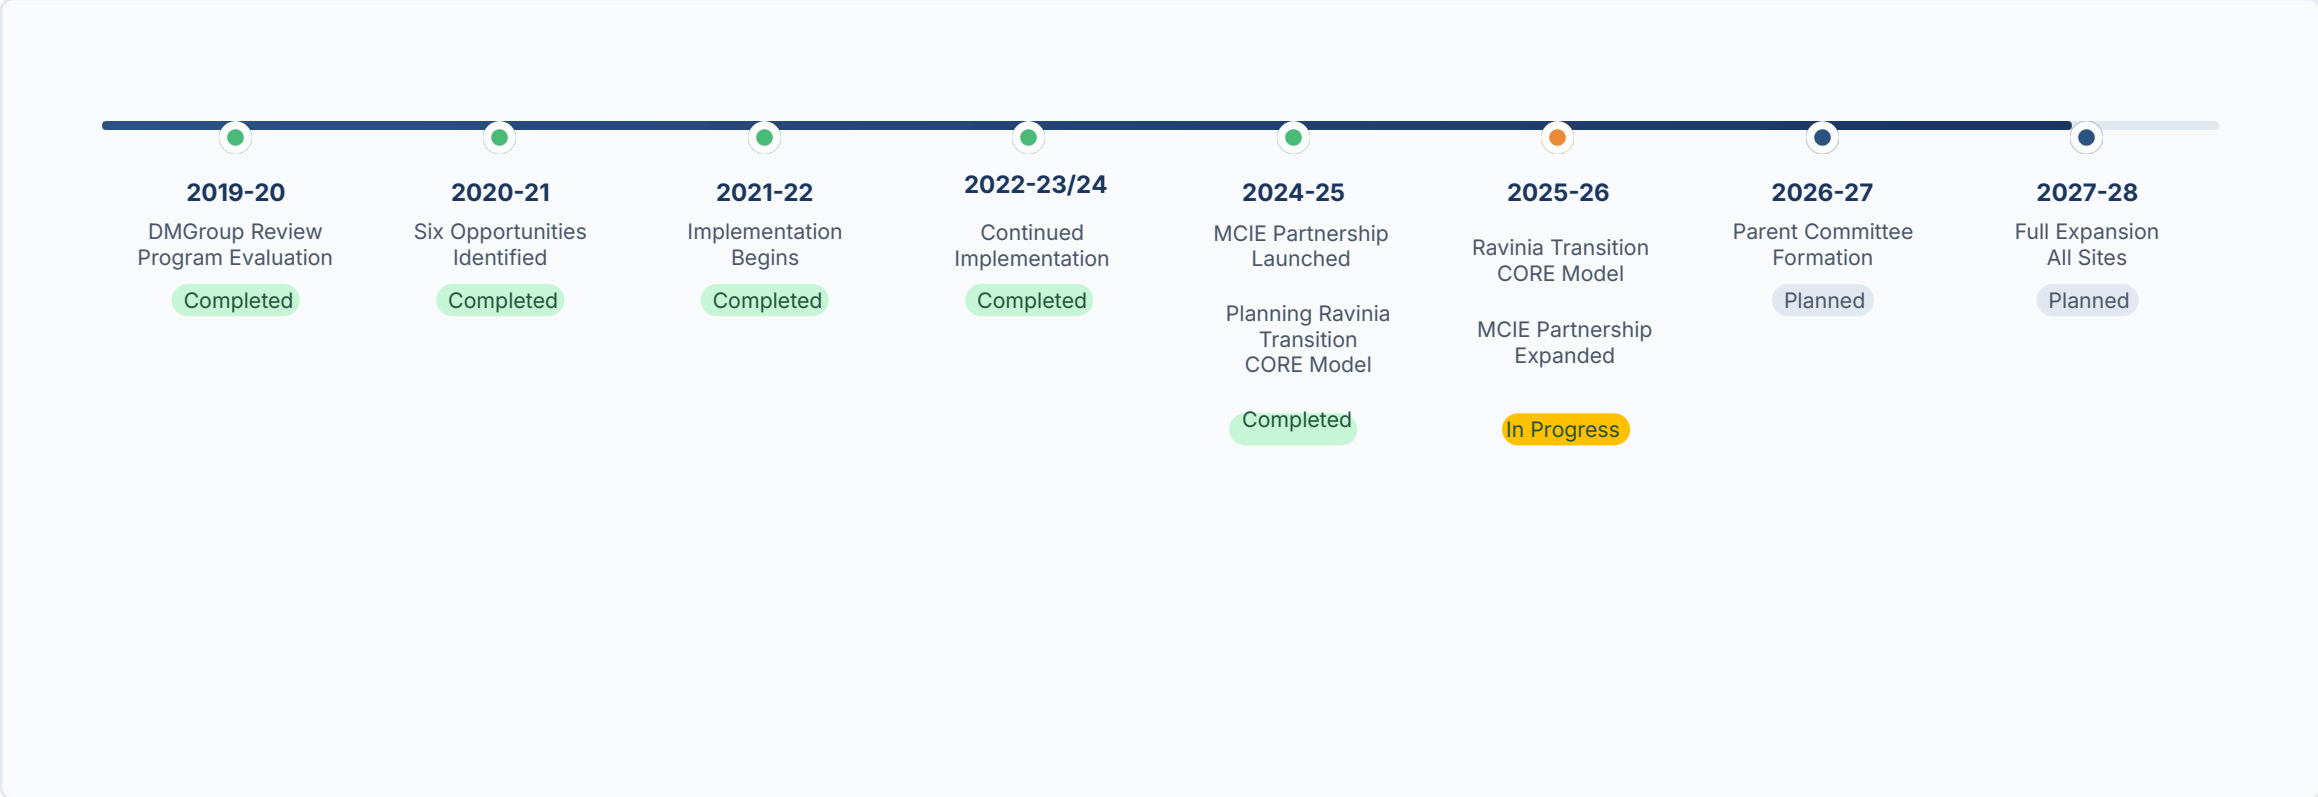 2019-20
DMGroup Review
Program Evaluation
Completed
2020-21
Six Opportunities
Identified
Completed
2021-22
Implementation
Begins
Completed
2022-23/24
Continued
Implementation
Completed
2024-25
MCIE Partnership
Launched
Planning Ravinia
Transition
CORE Model
Completed
2025-26
Ravinia Transition
CORE Model
MCIE Partnership
Expanded
In Progress
2026-27
Parent Committee
Formation
Planned
2027-28
Full Expansion
All Sites
Planned